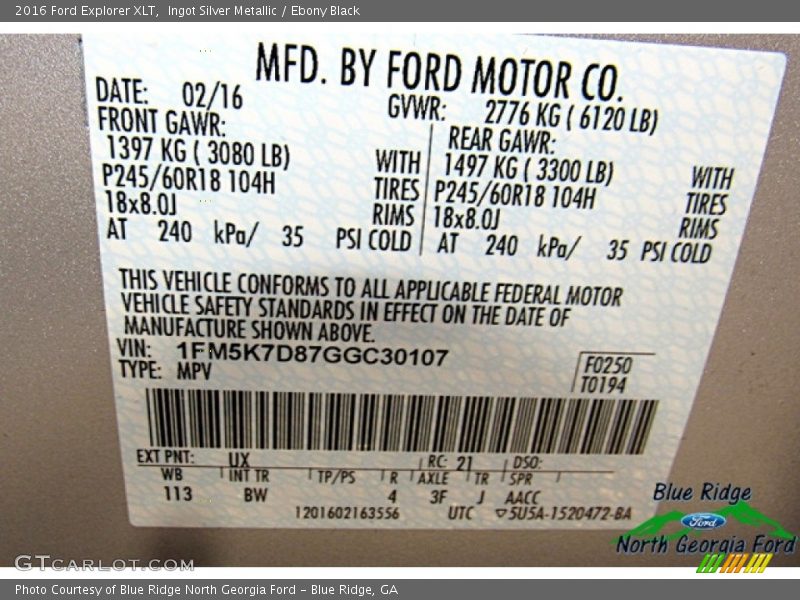 2016 Ford Explorer XLT,  Ingot Silver Metallic / Ebony Black
MFD. BY FORD MOTOR CO.
DATE: 02/16 GVWR: 2776 KG ( 6120 LB)
FRONT GAWR: REAR GAWR:
1397 KG ( 3080 LB) WITH 1497 KG ( 3300 LB) WITH
P245/60R18 104H TIRES P245/60R18 104H TIRES
18x8.0J RIMS 18x8.0J RIMS
AT 240 kPa/ 35 PSI COLD AT 240 kPa/ 35 PSI COLD
THIS VEHICLE CONFORMS TO ALL APPLICABLE FEDERAL MOTOR
VEHICLE SAFETY STANDARDS IN EFFECT ON THE DATE OF
MANUFACTURE SHOWN ABOVE.
VIN: 1FM5K7D87GGC30107 F0250
TYPE: MPV T0194
EXT PNT: UX RC: 21 DSO:
WB INT TR TP/PS R AXLE TR SPR
113 BW 4 3F J AACC
1201602163556 UTC ▽5U5A-1520472-BA
Blue Ridge
Ford
North Georgia Ford
GTCARLOT.COM
Photo Courtesy of Blue Ridge North Georgia Ford – Blue Ridge, GA